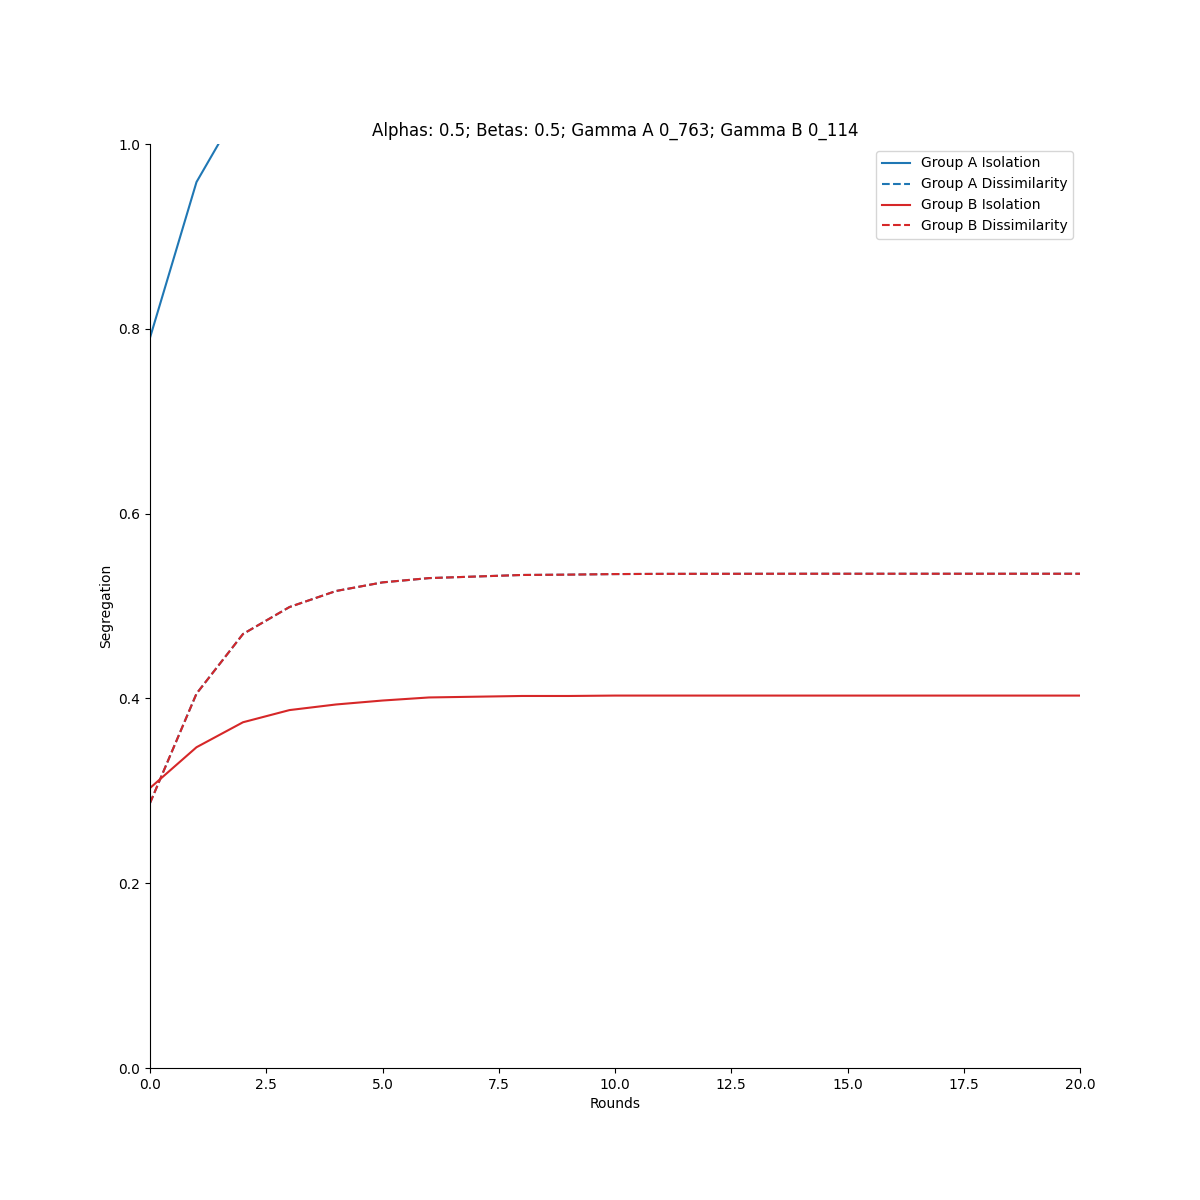 Alphas: 0.5; Betas: 0.5; Gamma A 0_763; Gamma B 0_114
1.0
0.8
0.6
0.4
0.2
0.0
Segregation
Group A Isolation
Group A Dissimilarity
Group B Isolation
Group B Dissimilarity
0.0 2.5 5.0 7.5 10.0 12.5 15.0 17.5 20.0
Rounds